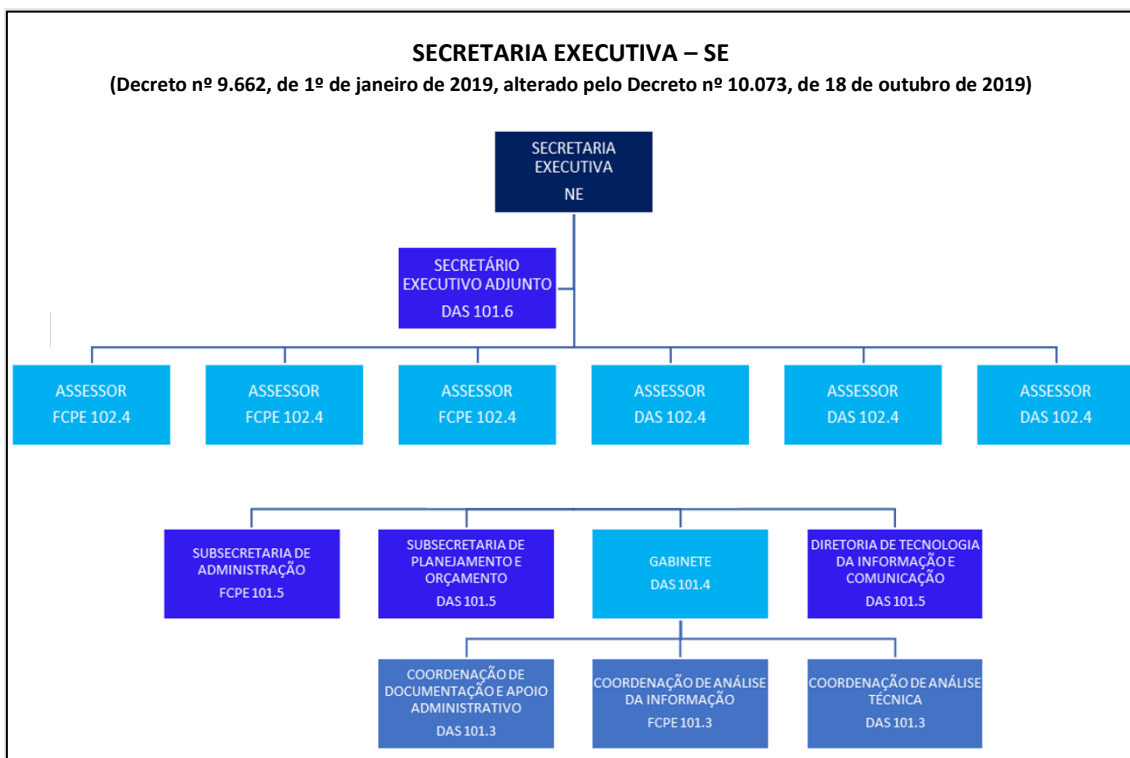 SECRETARIA EXECUTIVA – SE
(Decreto nº 9.662, de 1º de janeiro de 2019, alterado pelo Decreto nº 10.073, de 18 de outubro de 2019)
SECRETARIA
EXECUTIVA
NE
SECRETÁRIO
EXECUTIVO ADJUNTO
DAS 101.6
ASSESSOR
FCPE 102.4
ASSESSOR
FCPE 102.4
ASSESSOR
FCPE 102.4
ASSESSOR
DAS 102.4
ASSESSOR
DAS 102.4
ASSESSOR
DAS 102.4
SUBSECRETARIA DE
ADMINISTRAÇÃO
FCPE 101.5
SUBSECRETARIA DE
PLANEJAMENTO E
ORÇAMENTO
DAS 101.5
GABINETE
DAS 101.4
DIRETORIA DE TECNOLOGIA
DA INFORMAÇÃO E
COMUNICAÇÃO
DAS 101.5
COORDENAÇÃO DE
DOCUMENTAÇÃO E APOIO
ADMINISTRATIVO
DAS 101.3
COORDENAÇÃO DE ANÁLISE
DA INFORMAÇÃO
FCPE 101.3
COORDENAÇÃO DE ANÁLISE
TÉCNICA
DAS 101.3